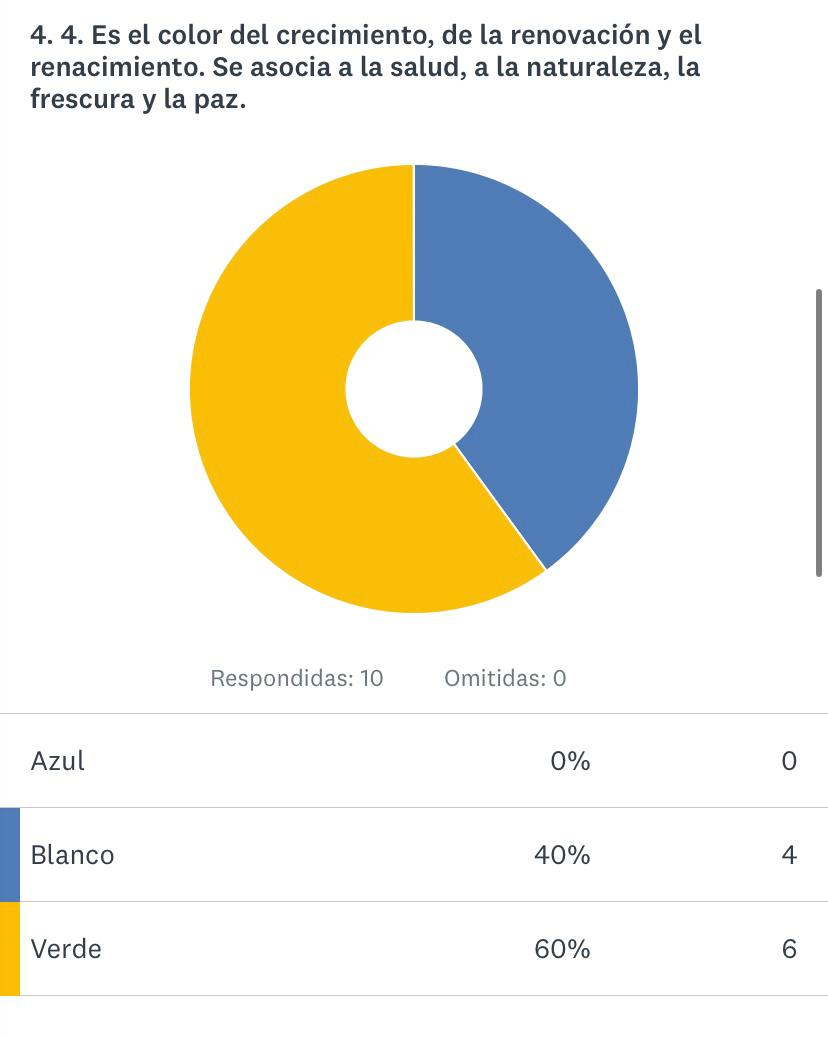 4. 4. Es el color del crecimiento, de la renovación y el
renacimiento. Se asocia a la salud, a la naturaleza, la
frescura y la paz.
Respondidas: 10 Omitidas: 0
Azul 0% 0
Blanco 40% 4
Verde 60% 6